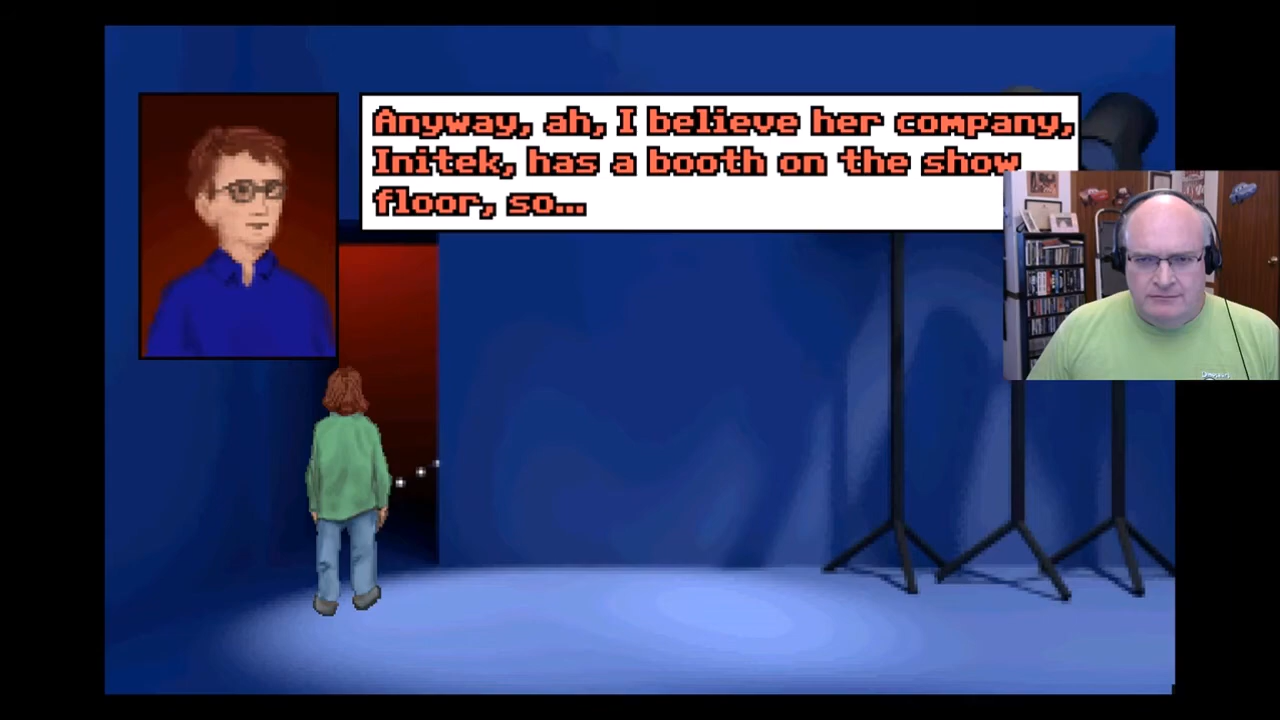 Anyway, ah, I believe her company,
Initek, has a booth on the show
floor, so...